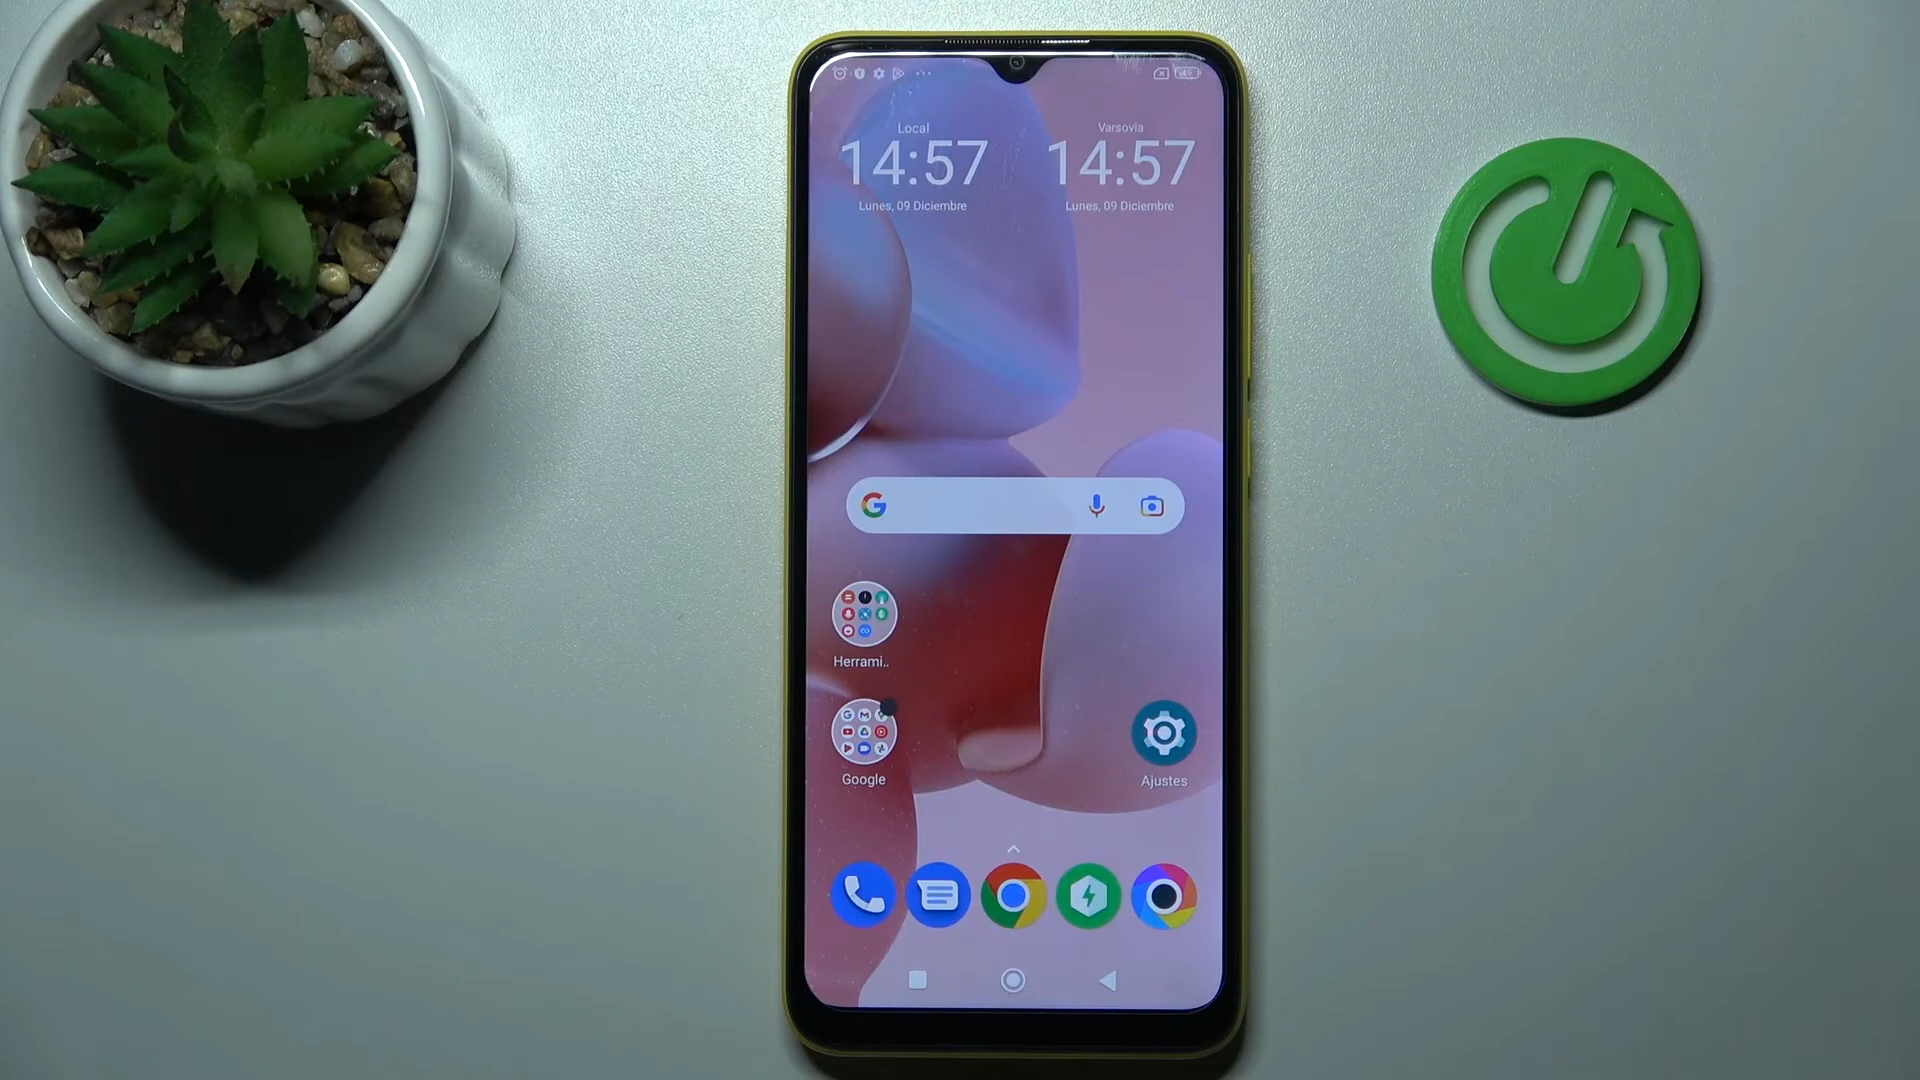 Local
14:57
Lunes, 09 Diciembre
Varsovia
14:57
Lunes, 09 Diciembre
Herrami..
Google
Ajustes